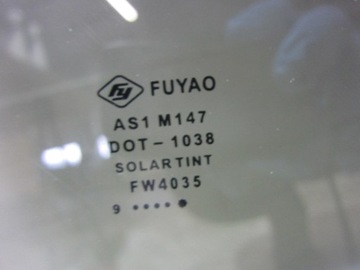 fy FUYAO
AS1 M147
DOT-1038
SOLARTINT
FW4035
9 •••••